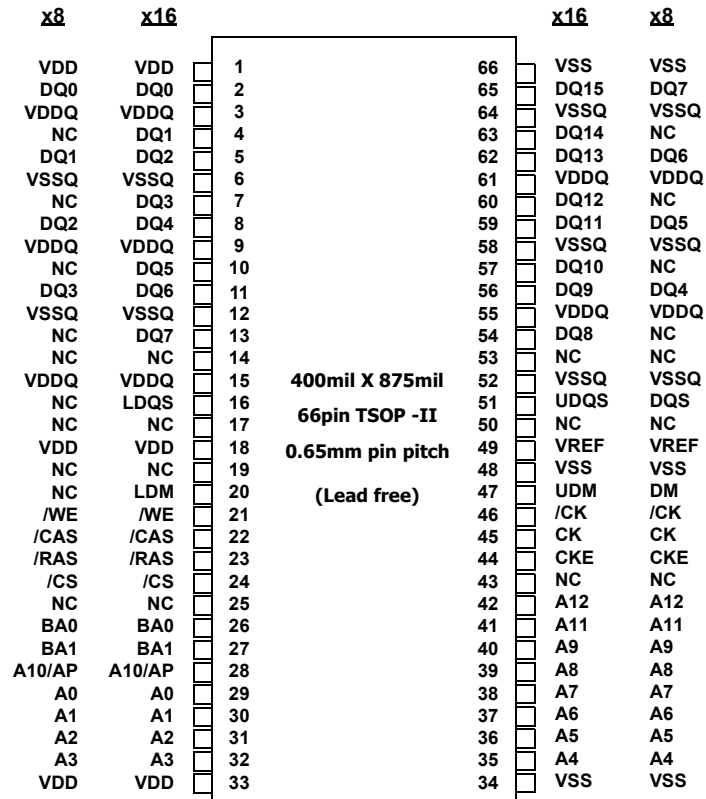 x8 x16 x16 x8
VDD VDD 1 66 VSS VSS
DQ0 DQ0 2 65 DQ15 DQ7
VDDQ VDDQ 3 64 VSSQ VSSQ
NC DQ1 4 63 DQ14 NC
DQ1 DQ2 5 62 DQ13 DQ6
VSSQ VSSQ 6 61 VDDQ VDDQ
NC DQ3 7 60 DQ12 NC
DQ2 DQ4 8 59 DQ11 DQ5
VDDQ VDDQ 9 58 VSSQ VSSQ
NC DQ5 10 57 DQ10 NC
DQ3 DQ6 11 56 DQ9 DQ4
VSSQ VSSQ 12 55 VDDQ VDDQ
NC DQ7 13 54 DQ8 NC
NC NC 14 53 NC NC
VDDQ VDDQ 15 400mil X 875mil 52 VSSQ VSSQ
NC LDQS 16 66pin TSOP -II 51 UDQS DQS
NC NC 17 50 NC NC
VDD VDD 18 0.65mm pin pitch 49 VREF VREF
NC NC 19 48 VSS VSS
NC LDM 20 (Lead free) 47 UDM DM
/WE /WE 21 46 /CK /CK
/CAS /CAS 22 45 CK CK
/RAS /RAS 23 44 CKE CKE
/CS /CS 24 43 NC NC
NC NC 25 42 A12 A12
BA0 BA0 26 41 A11 A11
BA1 BA1 27 40 A9 A9
A10/AP A10/AP 28 39 A8 A8
A0 A0 29 38 A7 A7
A1 A1 30 37 A6 A6
A2 A2 31 36 A5 A5
A3 A3 32 35 A4 A4
VDD VDD 33 34 VSS VSS